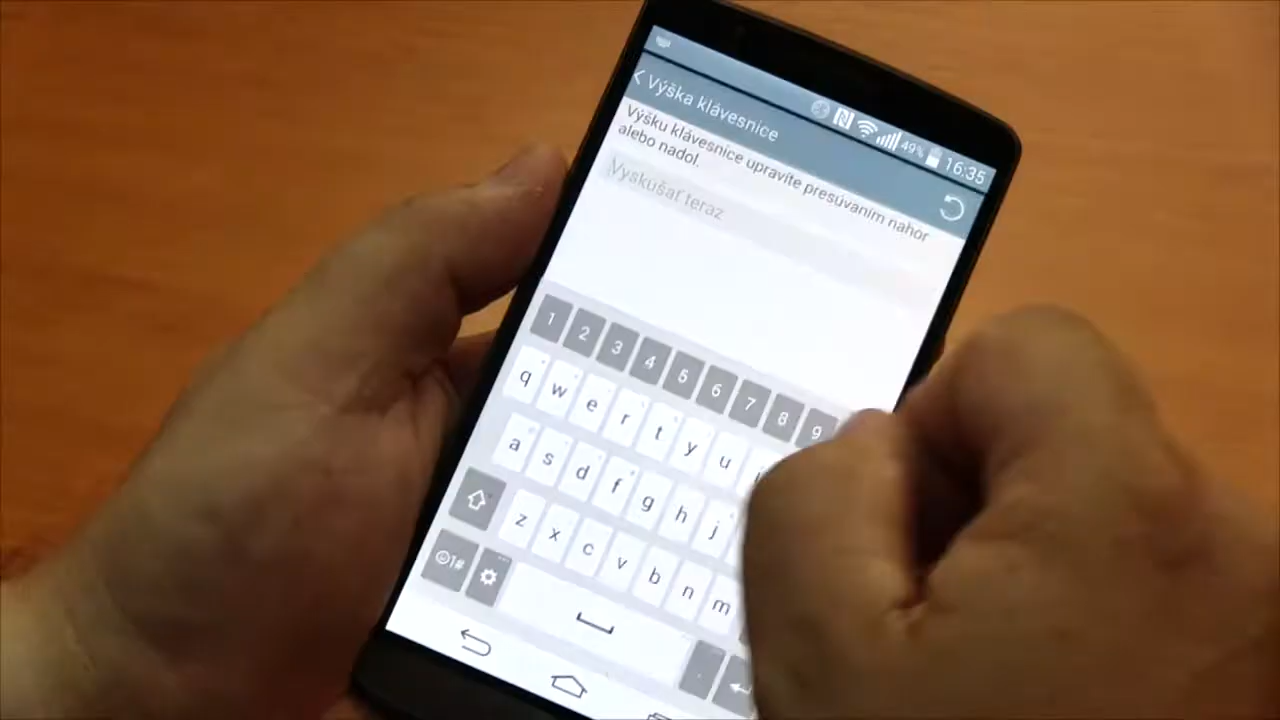 49% 16:35
Výška klávesnice
Výšku klávesnice upravíte presúvaním nahor
alebo nadol.
Vyskúšať teraz
1 2 3 4 5 6 7 8 9
q w e r t y u
a s d f g h j
z x c v b n m
1#
.